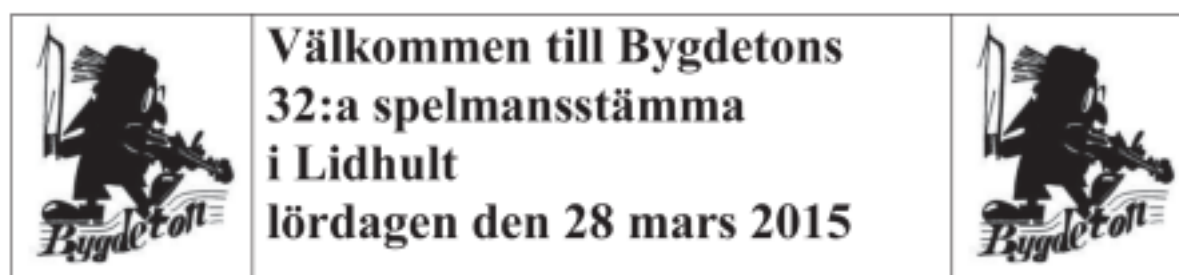 Bygdeton
Välkommen till Bygdetons
32:a spelmansstämma
i Lidhult
lördagen den 28 mars 2015
Bygdeton